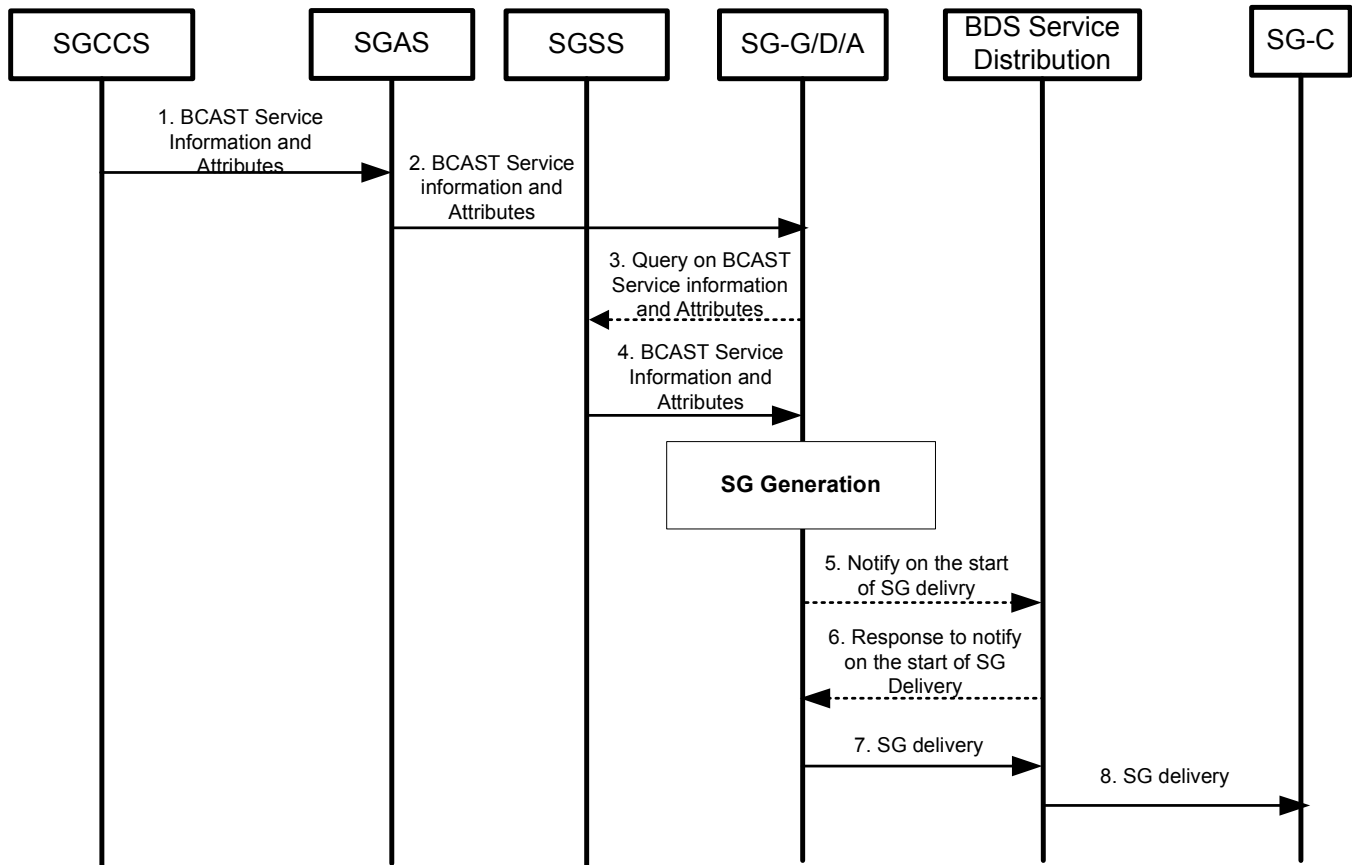 SGCCS
SGAS
SGSS
SG-G/D/A
BDS Service
Distribution
SG-C
1. BCAST Service
Information and
Attributes
2. BCAST Service
information and
Attributes
3. Query on BCAST
Service information
and Attributes
4. BCAST Service
Information and
Attributes
SG Generation
5. Notify on the start
of SG delivry
6. Response to notify
on the start of SG
Delivery
7. SG delivery
8. SG delivery